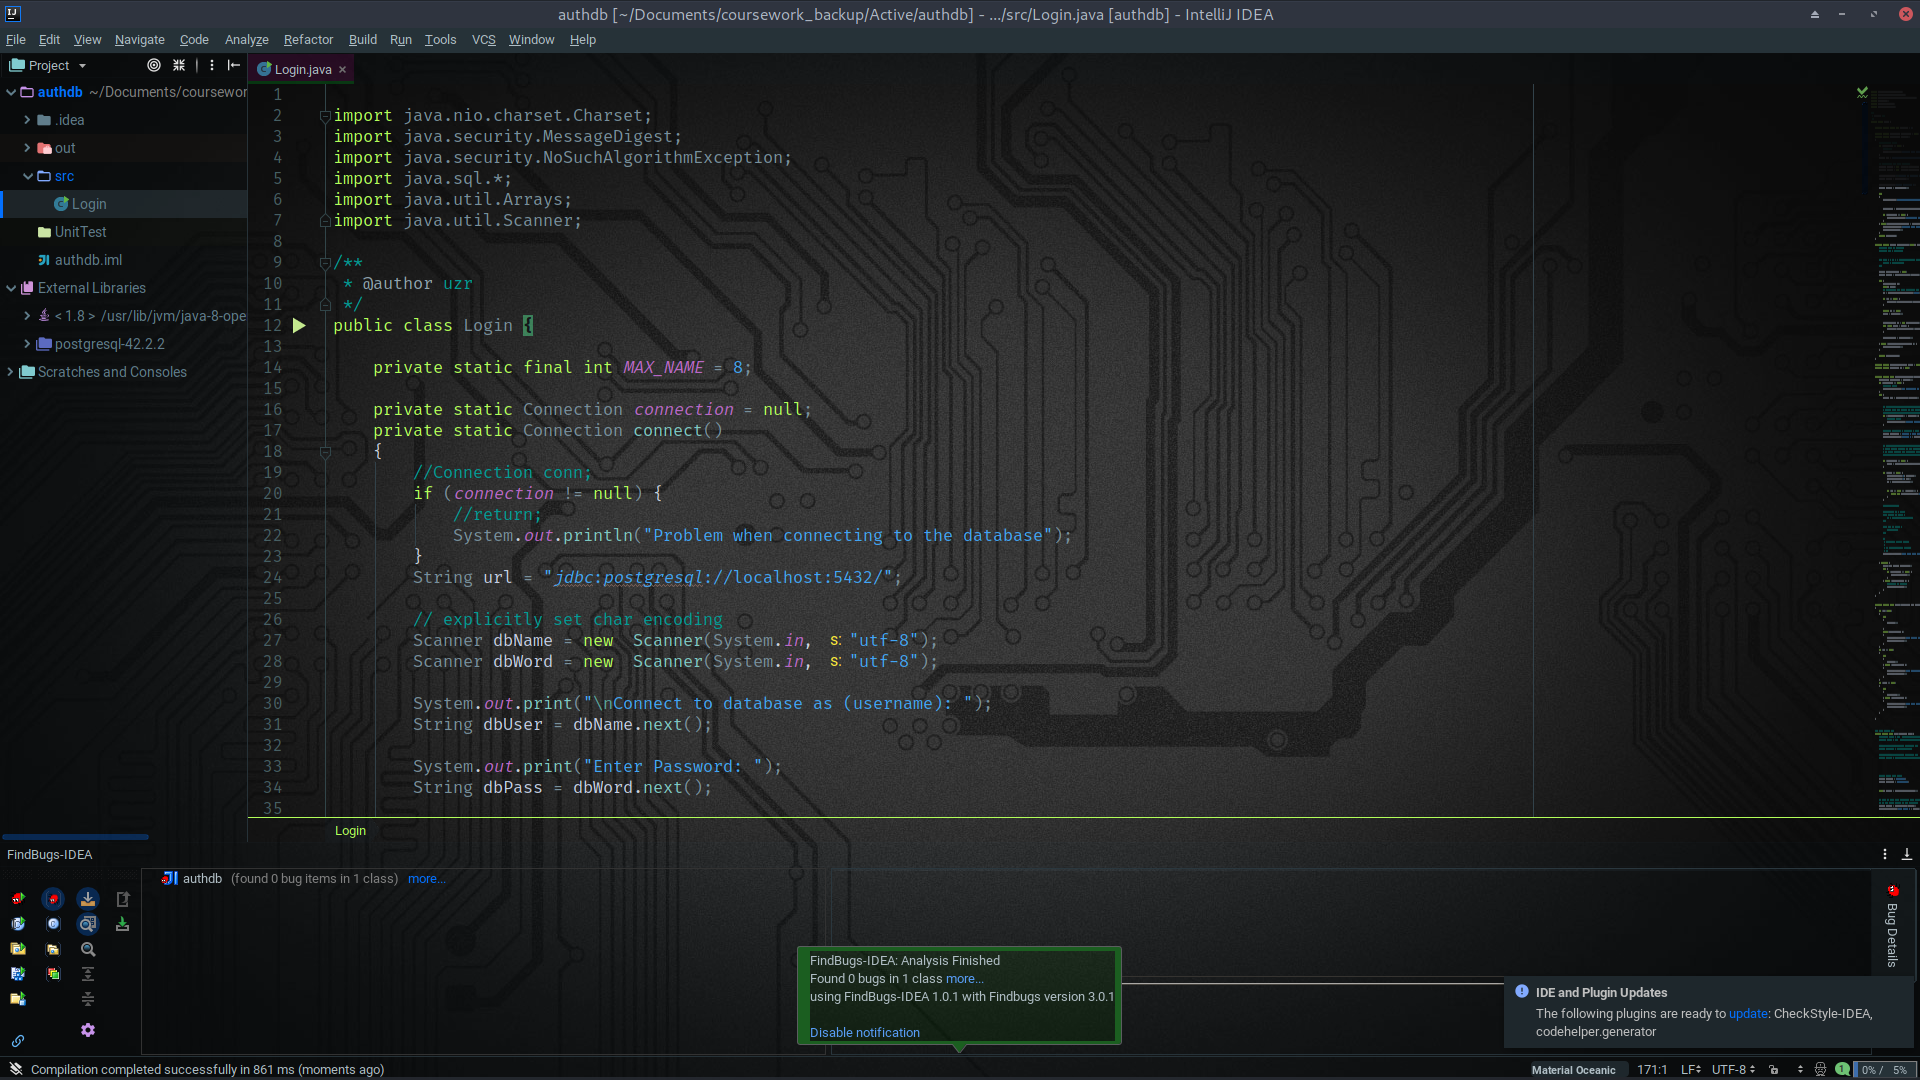 authdb [~/Documents/coursework_backup/Active/authdb] - .../src/Login.java [authdb] - IntelliJ IDEA
File Edit View Navigate Code Analyze Refactor Build Run Tools VCS Window Help
Project
authdb ~/Documents/coursewor
.idea
out
src
Login
UnitTest
authdb.iml
External Libraries
< 1.8 > /usr/lib/jvm/java-8-ope
postgresql-42.2.2
Scratches and Consoles
Login.java
1
2 import java.nio.charset.Charset;
3 import java.security.MessageDigest;
4 import java.security.NoSuchAlgorithmException;
5 import java.sql.*;
6 import java.util.Arrays;
7 import java.util.Scanner;
8
9 /**
10 * @author uzr
11 */
12 public class Login {
13
14 private static final int MAX_NAME = 8;
15
16 private static Connection connection = null;
17 private static Connection connect()
18 {
19 //Connection conn;
20 if (connection != null) {
21 //return;
22 System.out.println("Problem when connecting to the database");
23 }
24 String url = "jdbc:postgresql://localhost:5432/";
25
26 // explicitly set char encoding
27 Scanner dbName = new  Scanner(System.in, s: "utf-8");
28 Scanner dbWord = new  Scanner(System.in, s: "utf-8");
29
30 System.out.print("\nConnect to database as (username): ");
31 String dbUser = dbName.next();
32
33 System.out.print("Enter Password: ");
34 String dbPass = dbWord.next();
35
Login
FindBugs-IDEA
authdb (found 0 bug items in 1 class) more...
Bug Details
FindBugs-IDEA: Analysis Finished
Found 0 bugs in 1 class more...
using FindBugs-IDEA 1.0.1 with Findbugs version 3.0.1
Disable notification
IDE and Plugin Updates
The following plugins are ready to update: CheckStyle-IDEA,
codehelper.generator
Compilation completed successfully in 861 ms (moments ago)
Material Oceanic 171:1 LF UTF-8 1 0% / 5%